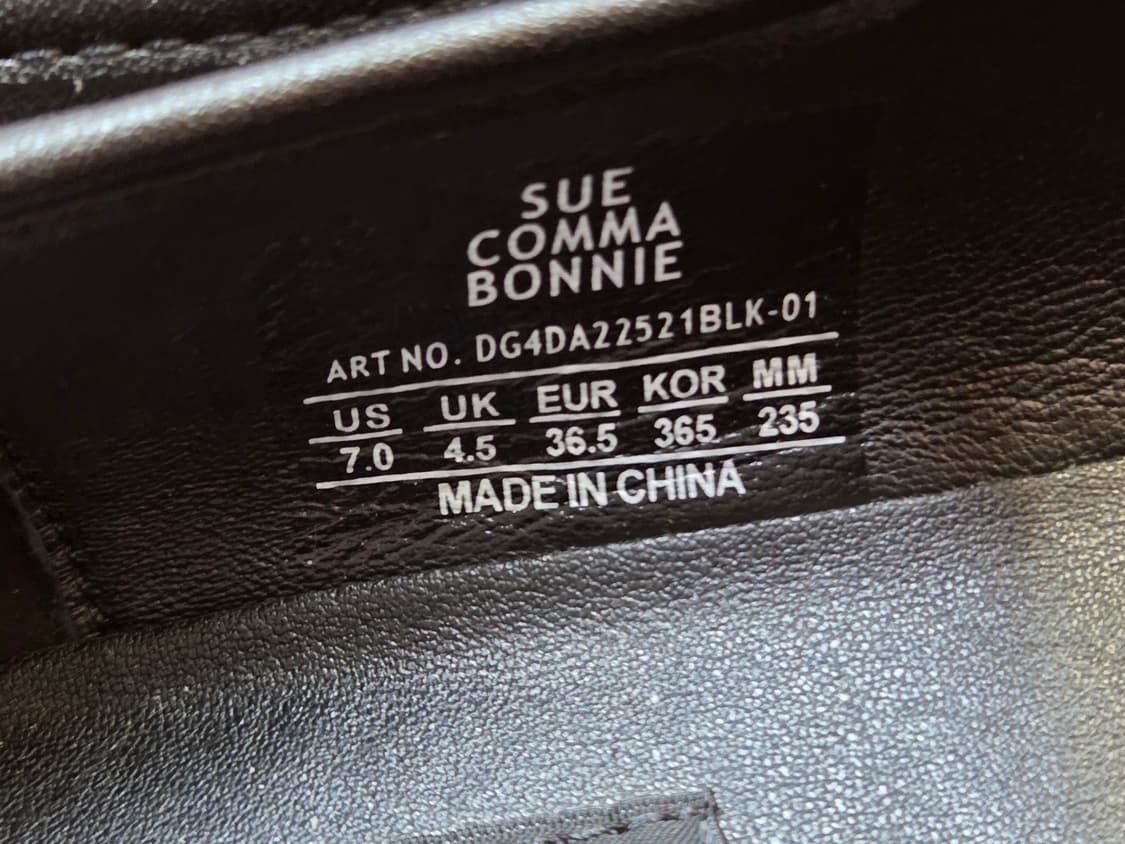 SUE
COMMA
BONNIE
ART NO. DG4DA22521BLK-01
US UK EUR KOR MM
7.0 4.5 36.5 365 235
MADE IN CHINA